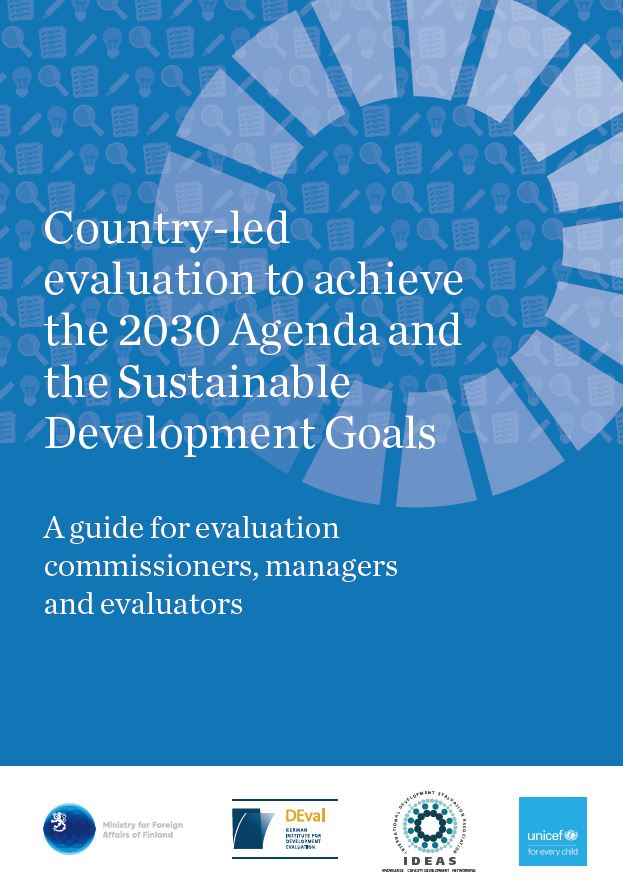 Country-led
evaluation to achieve
the 2030 Agenda and
the Sustainable
Development Goals
A guide for evaluation
commissioners, managers
and evaluators
Ministry for Foreign
Affairs of Finland
DEval
GERMAN
INSTITUTE FOR
DEVELOPMENT
EVALUATION
INTERNATIONAL DEVELOPMENT EVALUATION ASSOCIATION
IDEAS
KNOWLEDGE CAPACITY DEVELOPMENT NETWORKING
unicef
for every child